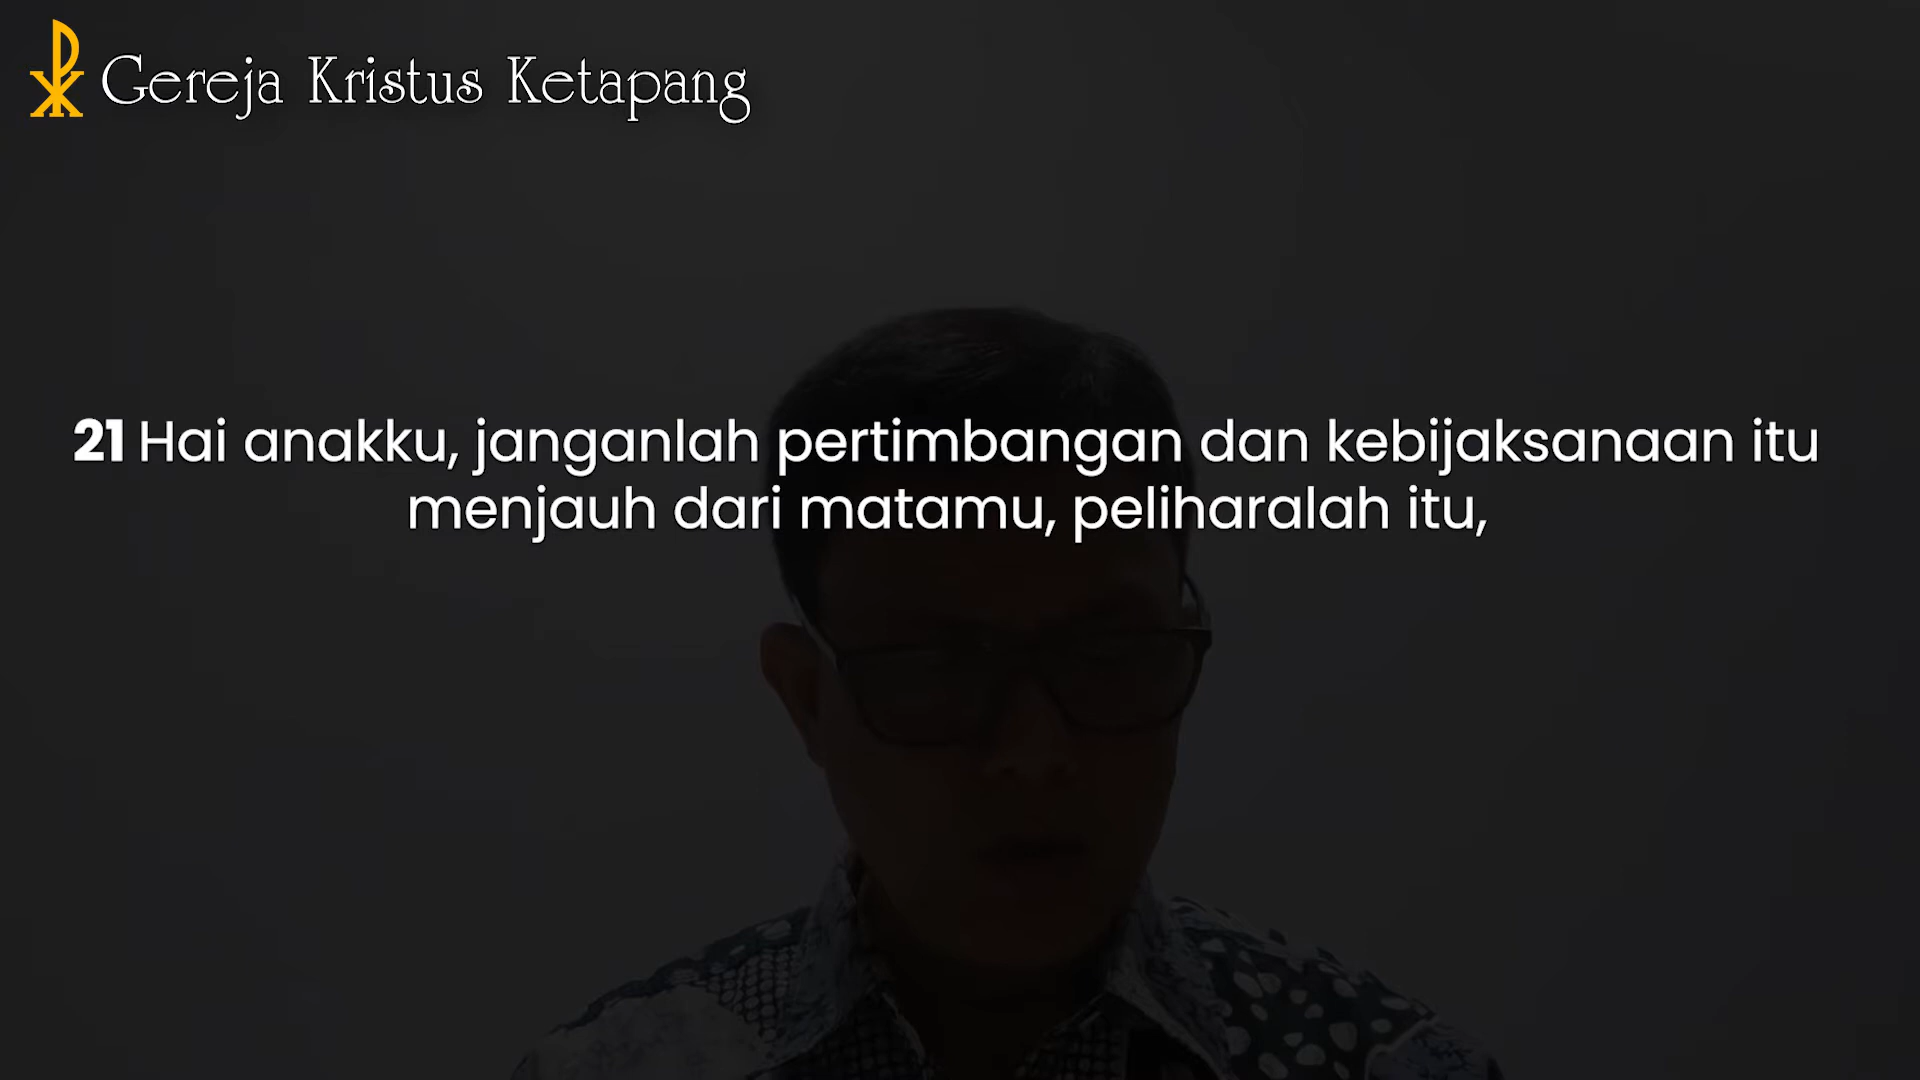 Gereja Kristus Ketapang
21 Hai anakku, janganlah pertimbangan dan kebijaksanaan itu
menjauh dari matamu, peliharalah itu,